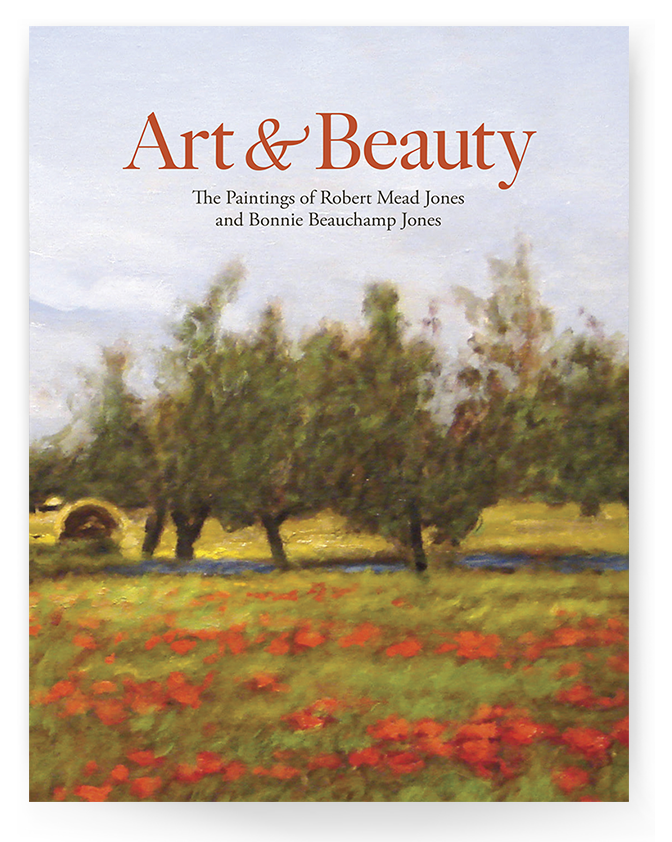 Art & Beauty
The Paintings of Robert Mead Jones
and Bonnie Beauchamp Jones